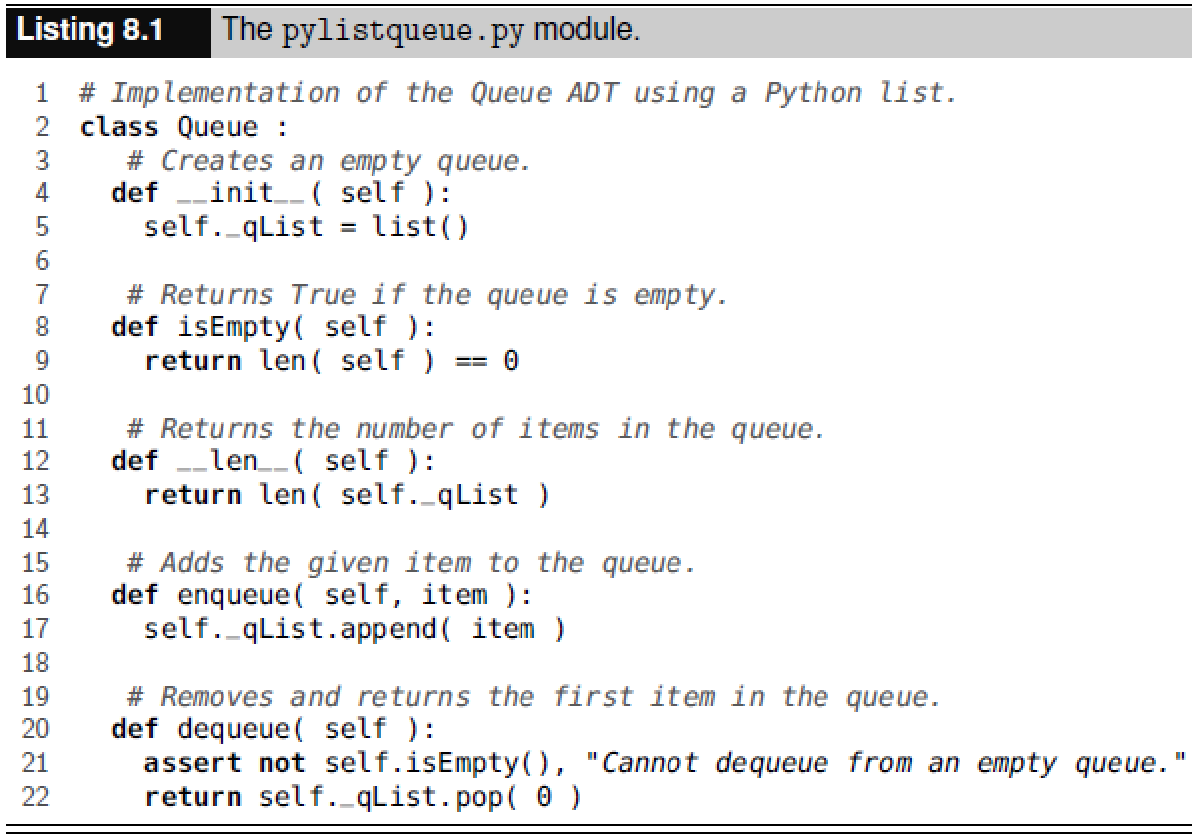 Listing 8.1 The pylistqueue.py module.
1 # Implementation of the Queue ADT using a Python list.
2 class Queue :
3 # Creates an empty queue.
4 def __init__( self ):
5 self._qList = list()
6
7 # Returns True if the queue is empty.
8 def isEmpty( self ):
9 return len( self ) == 0
10
11 # Returns the number of items in the queue.
12 def __len__( self ):
13 return len( self._qList )
14
15 # Adds the given item to the queue.
16 def enqueue( self, item ):
17 self._qList.append( item )
18
19 # Removes and returns the first item in the queue.
20 def dequeue( self ):
21 assert not self.isEmpty(), "Cannot dequeue from an empty queue."
22 return self._qList.pop( 0 )